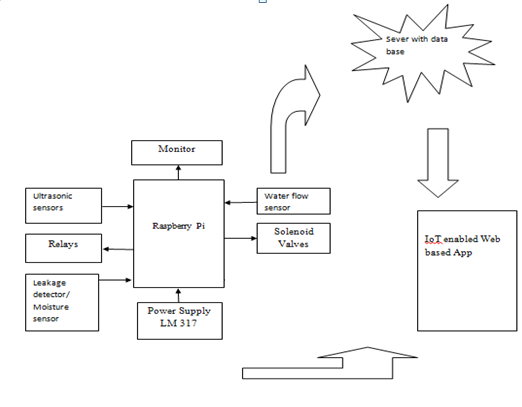 Sever with data
base
Monitor
Ultrasonic
sensors
Raspberry Pi
Water flow
sensor
Relays
Solenoid
Valves
IoT enabled Web
based App
Leakage
detector/
Moisture
sensor
Power Supply
LM 317